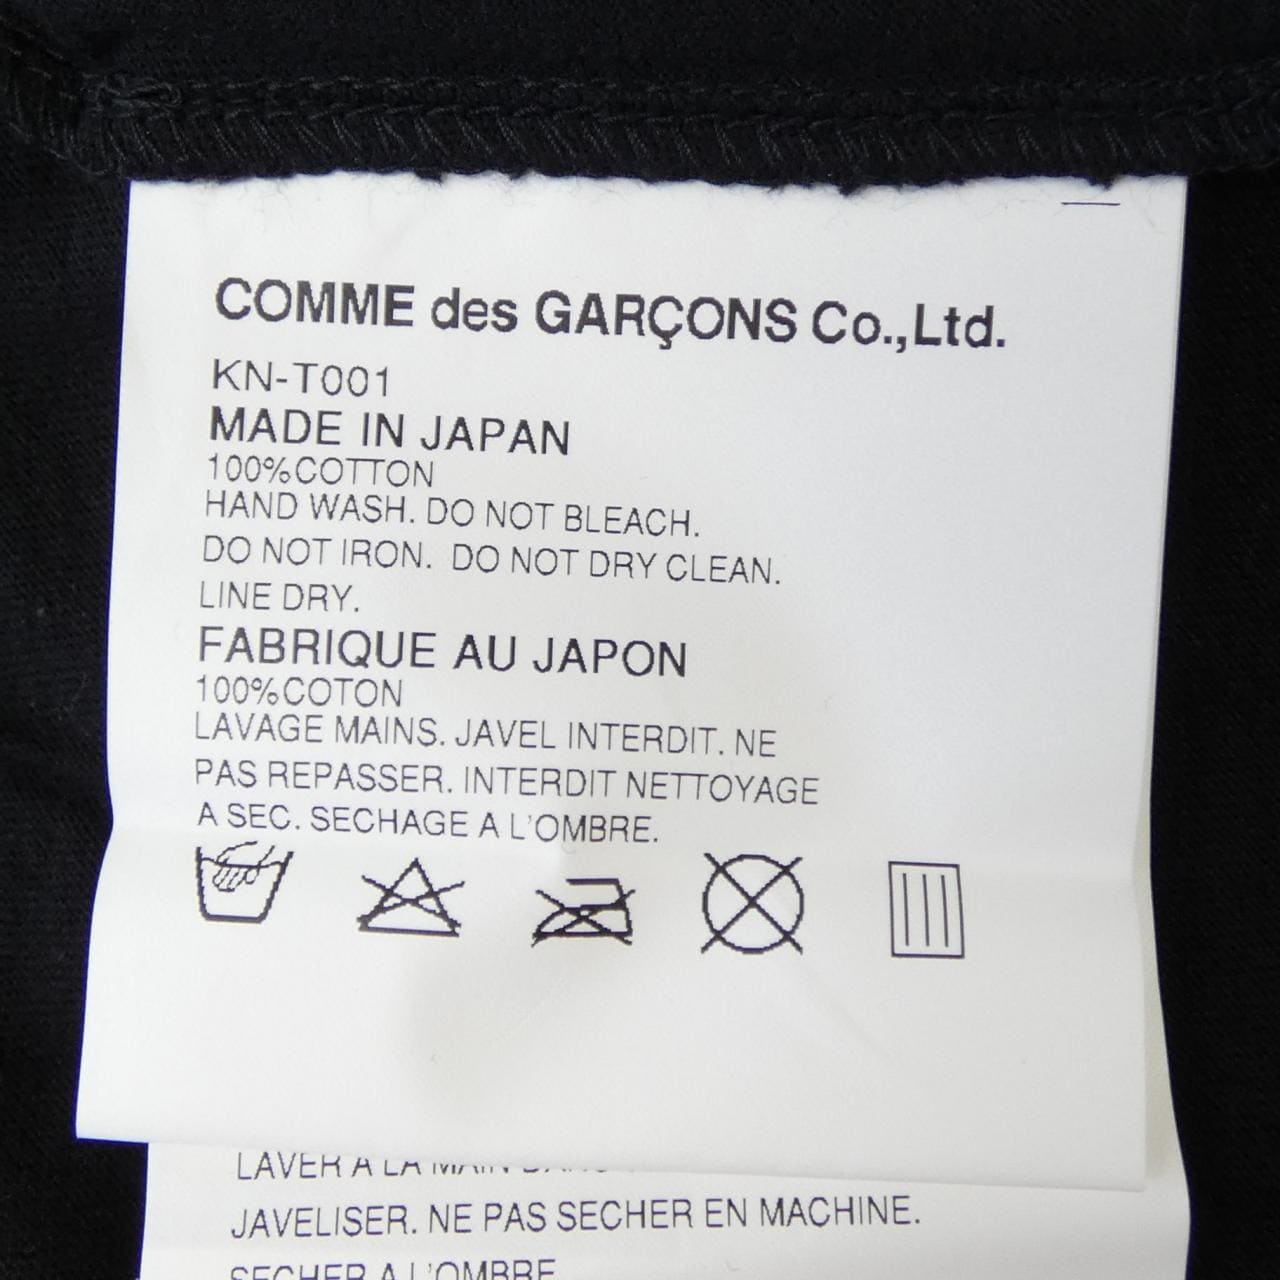 COMME des GARÇONS Co.,Ltd.
KN-T001
MADE IN JAPAN
100%COTTON
HAND WASH. DO NOT BLEACH.
DO NOT IRON. DO NOT DRY CLEAN.
LINE DRY.
FABRIQUE AU JAPON
100%COTON
LAVAGE MAINS. JAVEL INTERDIT. NE
PAS REPASSER. INTERDIT NETTOYAGE
A SEC. SECHAGE A L'OMBRE.
LAVER A LA MAIN
JAVELISER. NE PAS SECHER EN MACHINE.
SECHER A L'OMBRE